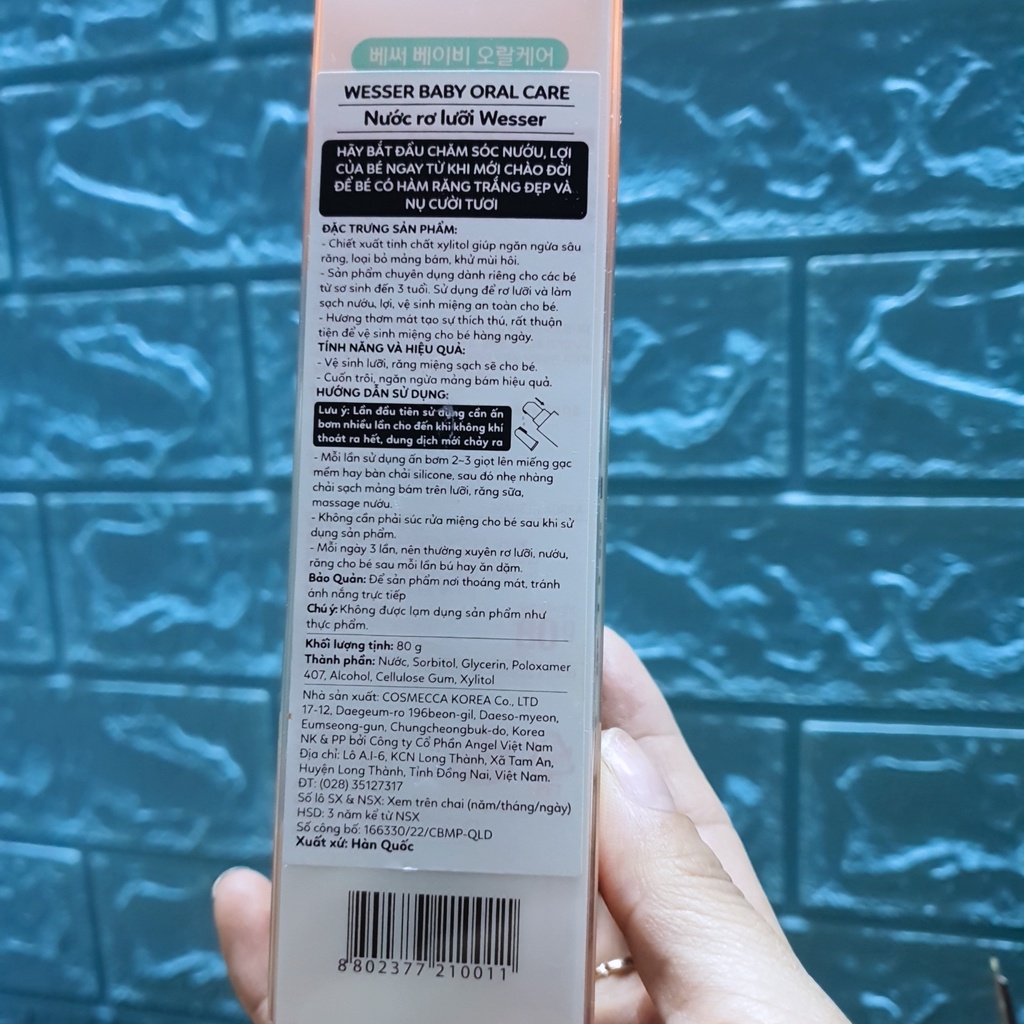 베써 베이비 오랄케어
WESSER BABY ORAL CARE
Nước rơ lưỡi Wesser
HÃY BẮT ĐẦU CHĂM SÓC NƯỚU, LỢI
CỦA BÉ NGAY TỪ KHI MỚI CHÀO ĐỜI
ĐỂ BÉ CÓ HÀM RĂNG TRẮNG ĐẸP VÀ
NỤ CƯỜI TƯƠI
ĐẶC TRƯNG SẢN PHẨM:
- Chiết xuất tinh chất xylitol giúp ngăn ngừa sâu
răng, loại bỏ mảng bám, khử mùi hôi.
- Sản phẩm chuyên dụng dành riêng cho các bé
từ sơ sinh đến 3 tuổi. Sử dụng để rơ lưỡi và làm
sạch nướu, lợi, vệ sinh miệng an toàn cho bé.
- Hương thơm mát tạo sự thích thú, rất thuận
tiện để vệ sinh miệng cho bé hàng ngày.
TÍNH NĂNG VÀ HIỆU QUẢ:
- Vệ sinh lưỡi, răng miệng sạch sẽ cho bé.
- Cuốn trôi, ngăn ngừa mảng bám hiệu quả.
HƯỚNG DẪN SỬ DỤNG:
Lưu ý: Lần đầu tiên sử dụng cần ấn
bơm nhiều lần cho đến khi không khí
thoát ra hết, dung dịch mới chảy ra
- Mỗi lần sử dụng ấn bơm 2~3 giọt lên miếng gạc
mềm hay bàn chải silicone, sau đó nhẹ nhàng
chải sạch mảng bám trên lưỡi, răng sữa,
massage nướu.
- Không cần phải súc rửa miệng cho bé sau khi sử
dụng sản phẩm.
- Mỗi ngày 3 lần, nên thường xuyên rơ lưỡi, nướu,
răng cho bé sau mỗi lần bú hay ăn dặm.
Bảo Quản: Để sản phẩm nơi thoáng mát, tránh
ánh nắng trực tiếp
Chú ý: Không được lạm dụng sản phẩm như
thực phẩm.
Khối lượng tịnh: 80 g
Thành phần: Nước, Sorbitol, Glycerin, Poloxamer
407, Alcohol, Cellulose Gum, Xylitol
Nhà sản xuất: COSMECCA KOREA Co., LTD
17-12, Daegeum-ro 196beon-gil, Daeso-myeon,
Eumseong-gun, Chungcheongbuk-do, Korea
NK & PP bởi Công ty Cổ Phần Angel Việt Nam
Địa chỉ: Lô A.I-6, KCN Long Thành, Xã Tam An,
Huyện Long Thành, Tỉnh Đồng Nai, Việt Nam.
ĐT: (028) 35127317
Số lô SX & NSX: Xem trên chai (năm/tháng/ngày)
HSD: 3 năm kể từ NSX
Số công bố: 166330/22/CBMP-QLD
Xuất xứ: Hàn Quốc
8 802377 210011